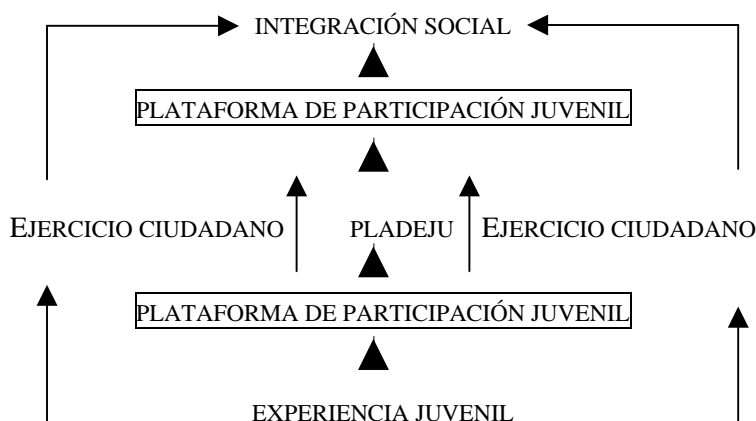 INTEGRACIÓN SOCIAL
PLATAFORMA DE PARTICIPACIÓN JUVENIL
EJERCICIO CIUDADANO PLADEJU EJERCICIO CIUDADANO
PLATAFORMA DE PARTICIPACIÓN JUVENIL
EXPERIENCIA JUVENIL